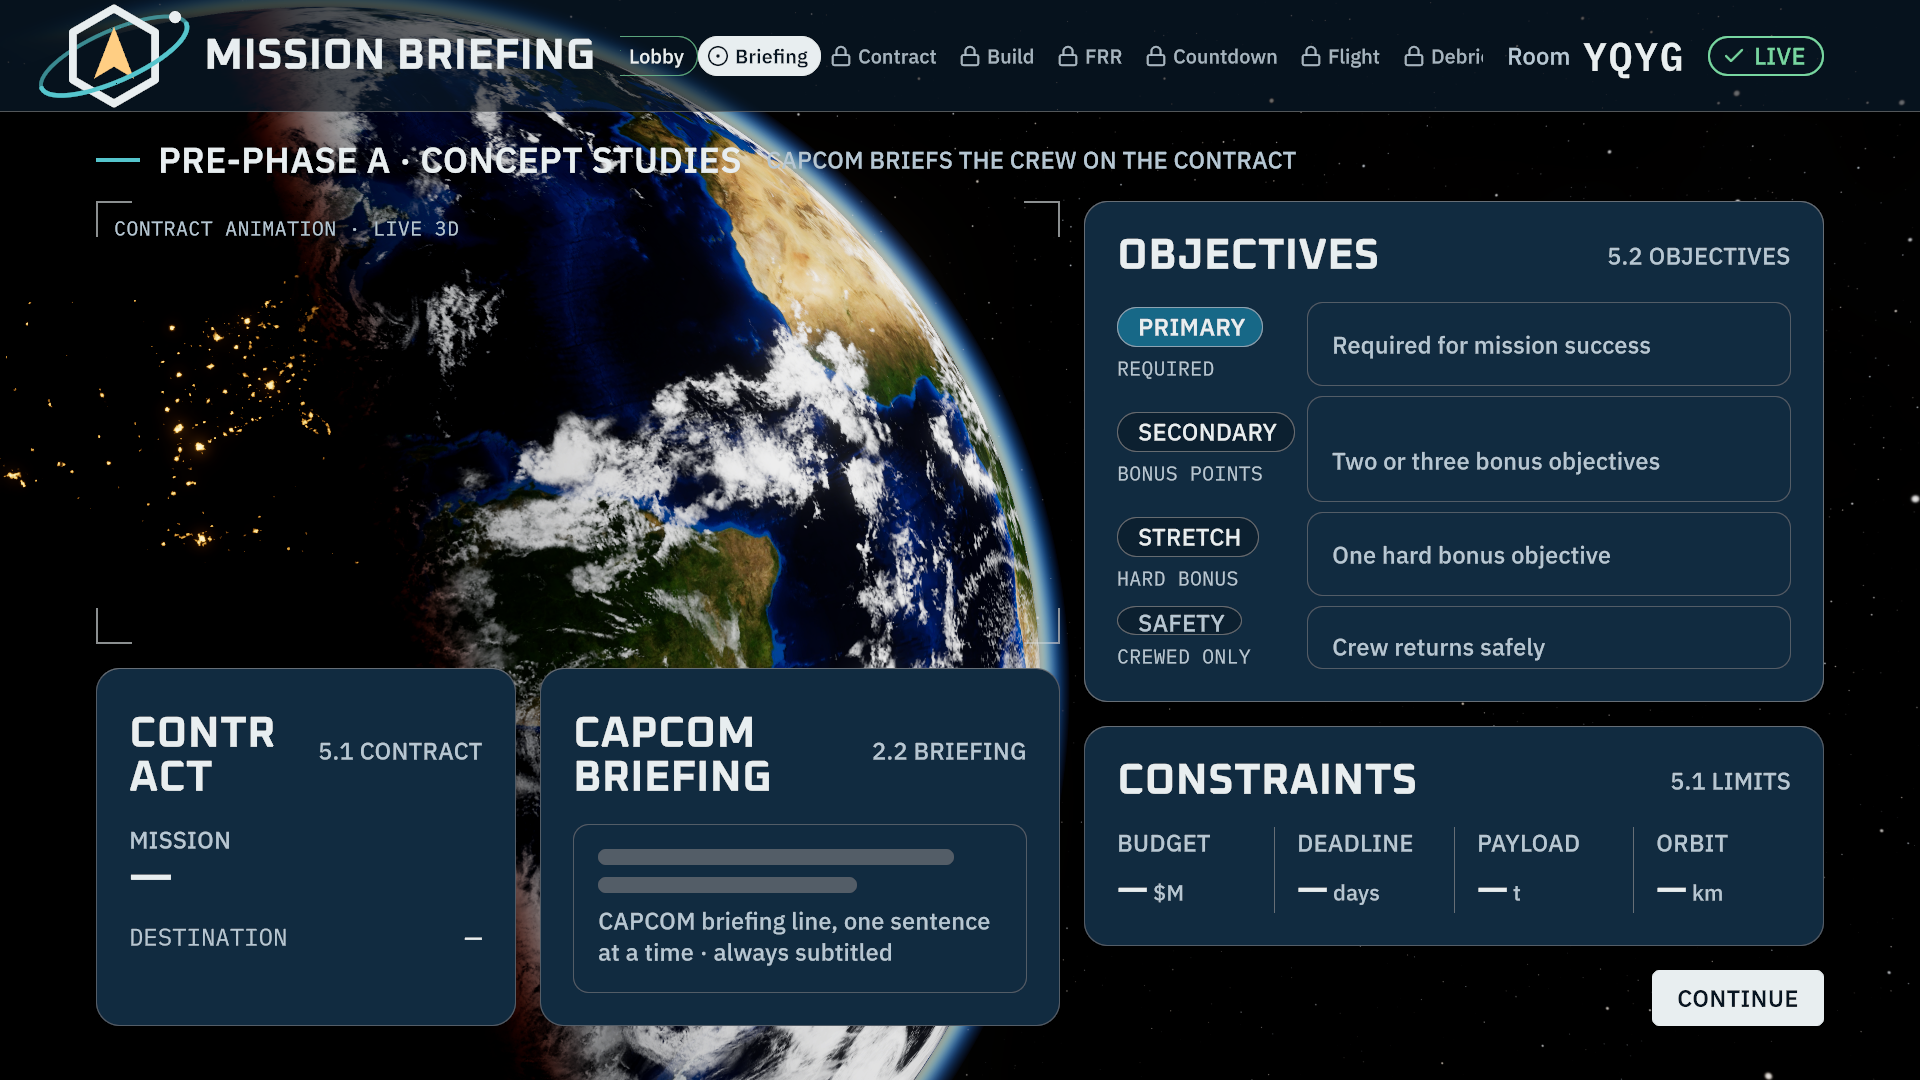 MISSION BRIEFING
Lobby
Briefing
Contract
Build
FRR
Countdown
Flight
Debri
Room YQYG
LIVE
PRE-PHASE A · CONCEPT STUDIES
CAPCOM BRIEFS THE CREW ON THE CONTRACT
CONTRACT ANIMATION · LIVE 3D
OBJECTIVES
5.2 OBJECTIVES
PRIMARY
REQUIRED
Required for mission success
SECONDARY
BONUS POINTS
Two or three bonus objectives
STRETCH
HARD BONUS
One hard bonus objective
SAFETY
CREWED ONLY
Crew returns safely
CONTR
ACT
5.1 CONTRACT
MISSION
—
DESTINATION —
CAPCOM
BRIEFING
2.2 BRIEFING
CAPCOM briefing line, one sentence
at a time · always subtitled
CONSTRAINTS
5.1 LIMITS
BUDGET
— $M
DEADLINE
— days
PAYLOAD
— t
ORBIT
— km
CONTINUE